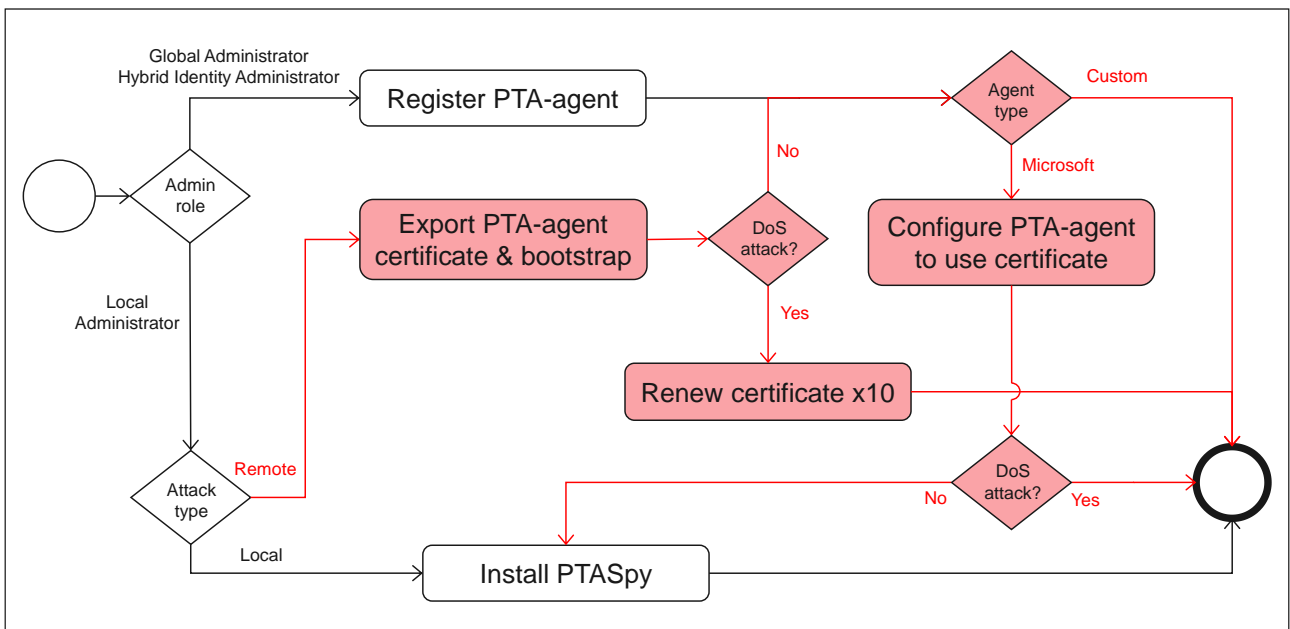 Global Administrator
Hybrid Identity Administrator
Register PTA-agent
Agent
type
Custom
No
Microsoft
Admin
role
Export PTA-agent
certificate & bootstrap
DoS
attack?
Configure PTA-agent
to use certificate
Local
Administrator
Yes
Renew certificate x10
Remote
Attack
type
DoS
attack?
No
Yes
Local
Install PTASpy